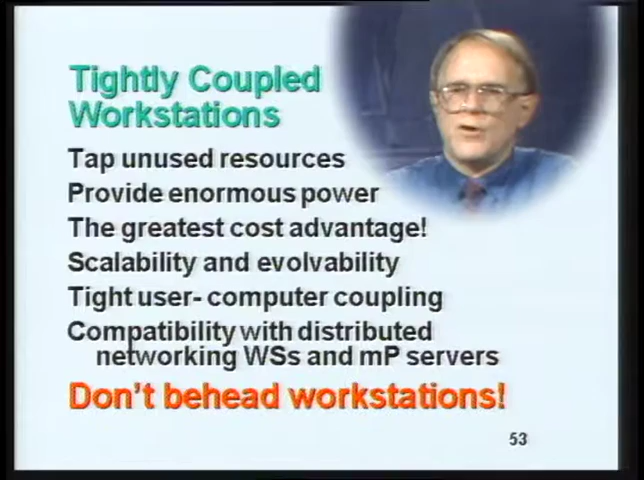 Tightly Coupled
Workstations
Tap unused resources
Provide enormous power
The greatest cost advantage!
Scalability and evolvability
Tight user- computer coupling
Compatibility with distributed
networking WSs and mP servers
Don't behead workstations!
53